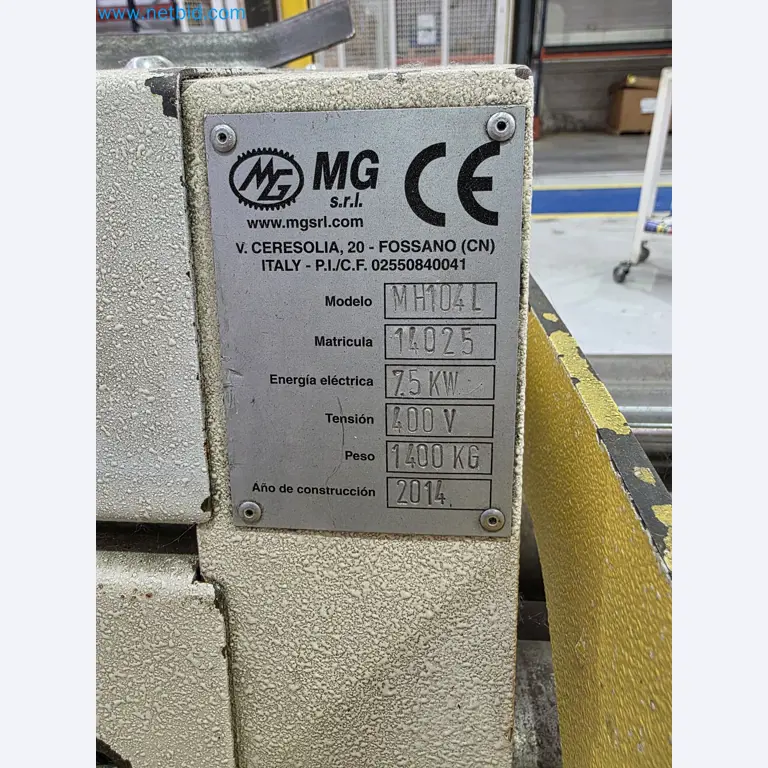 www.netbid.com
MG MG
s.r.l.
CE
www.mgsrl.com
V. CERESOLIA, 20 - FOSSANO (CN)
ITALY - P.I./C.F. 02550840041
Modelo MH104L
Matricula 14025
Energía eléctrica 7.5 KW
Tensión 400 V
Peso 1400 KG
Año de construcción 2014.